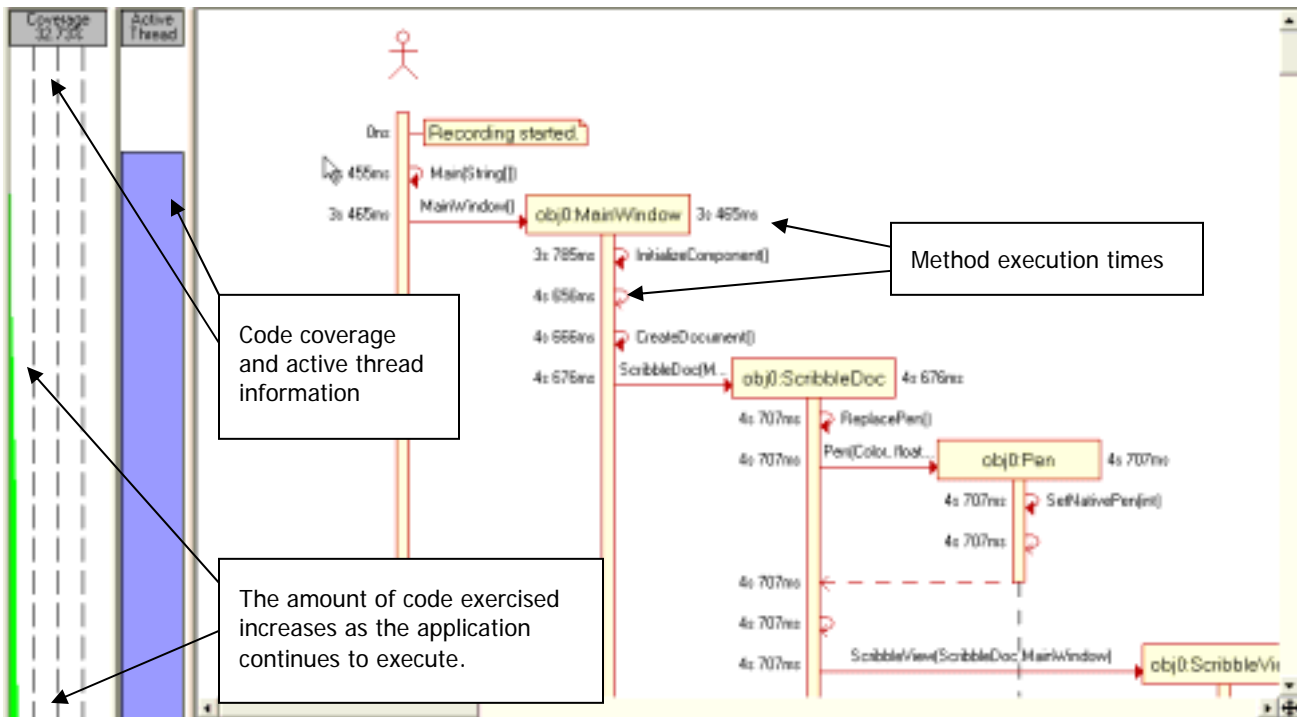 Coverage
32.73%
Active
Thread
0ns
Recording started.
455ms
Main(String[])
3s 465ms
MainWindow()
obj0:MainWindow
3s 465ms
3s 785ms
InitializeComponent()
Method execution times
4s 656ms
Code coverage
and active thread
information
4s 666ms
CreateDocument()
4s 676ms
ScribbleDoc(M...
obj0:ScribbleDoc
4s 676ms
4s 707ms
ReplacePen()
4s 707ms
Pen(Color, float...
obj0:Pen
4s 707ms
4s 707ms
SetNativePen(int)
4s 707ms
4s 707ms
The amount of code exercised
increases as the application
continues to execute.
4s 707ms
4s 707ms
ScribbleView(ScribbleDoc,MainWindow)
obj0:ScribbleVie